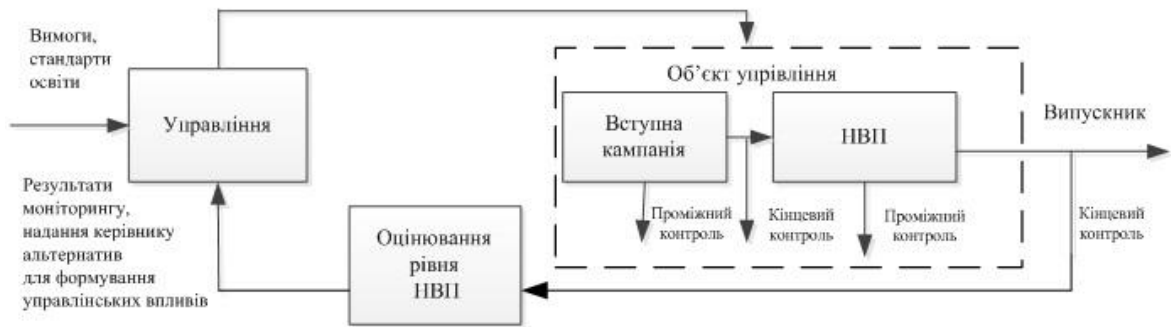 Вимоги,
стандарти
освіти
Управління
Об’єкт упрівління
Вступна
кампанія
НВП
Випускник
Проміжний
контроль
Кінцевий
контроль
Проміжний
контроль
Кінцевий
контроль
Результати
моніторингу,
надання керівнику
альтернатив
для формування
управлінських впливів
Оцінювання
рівня
НВП